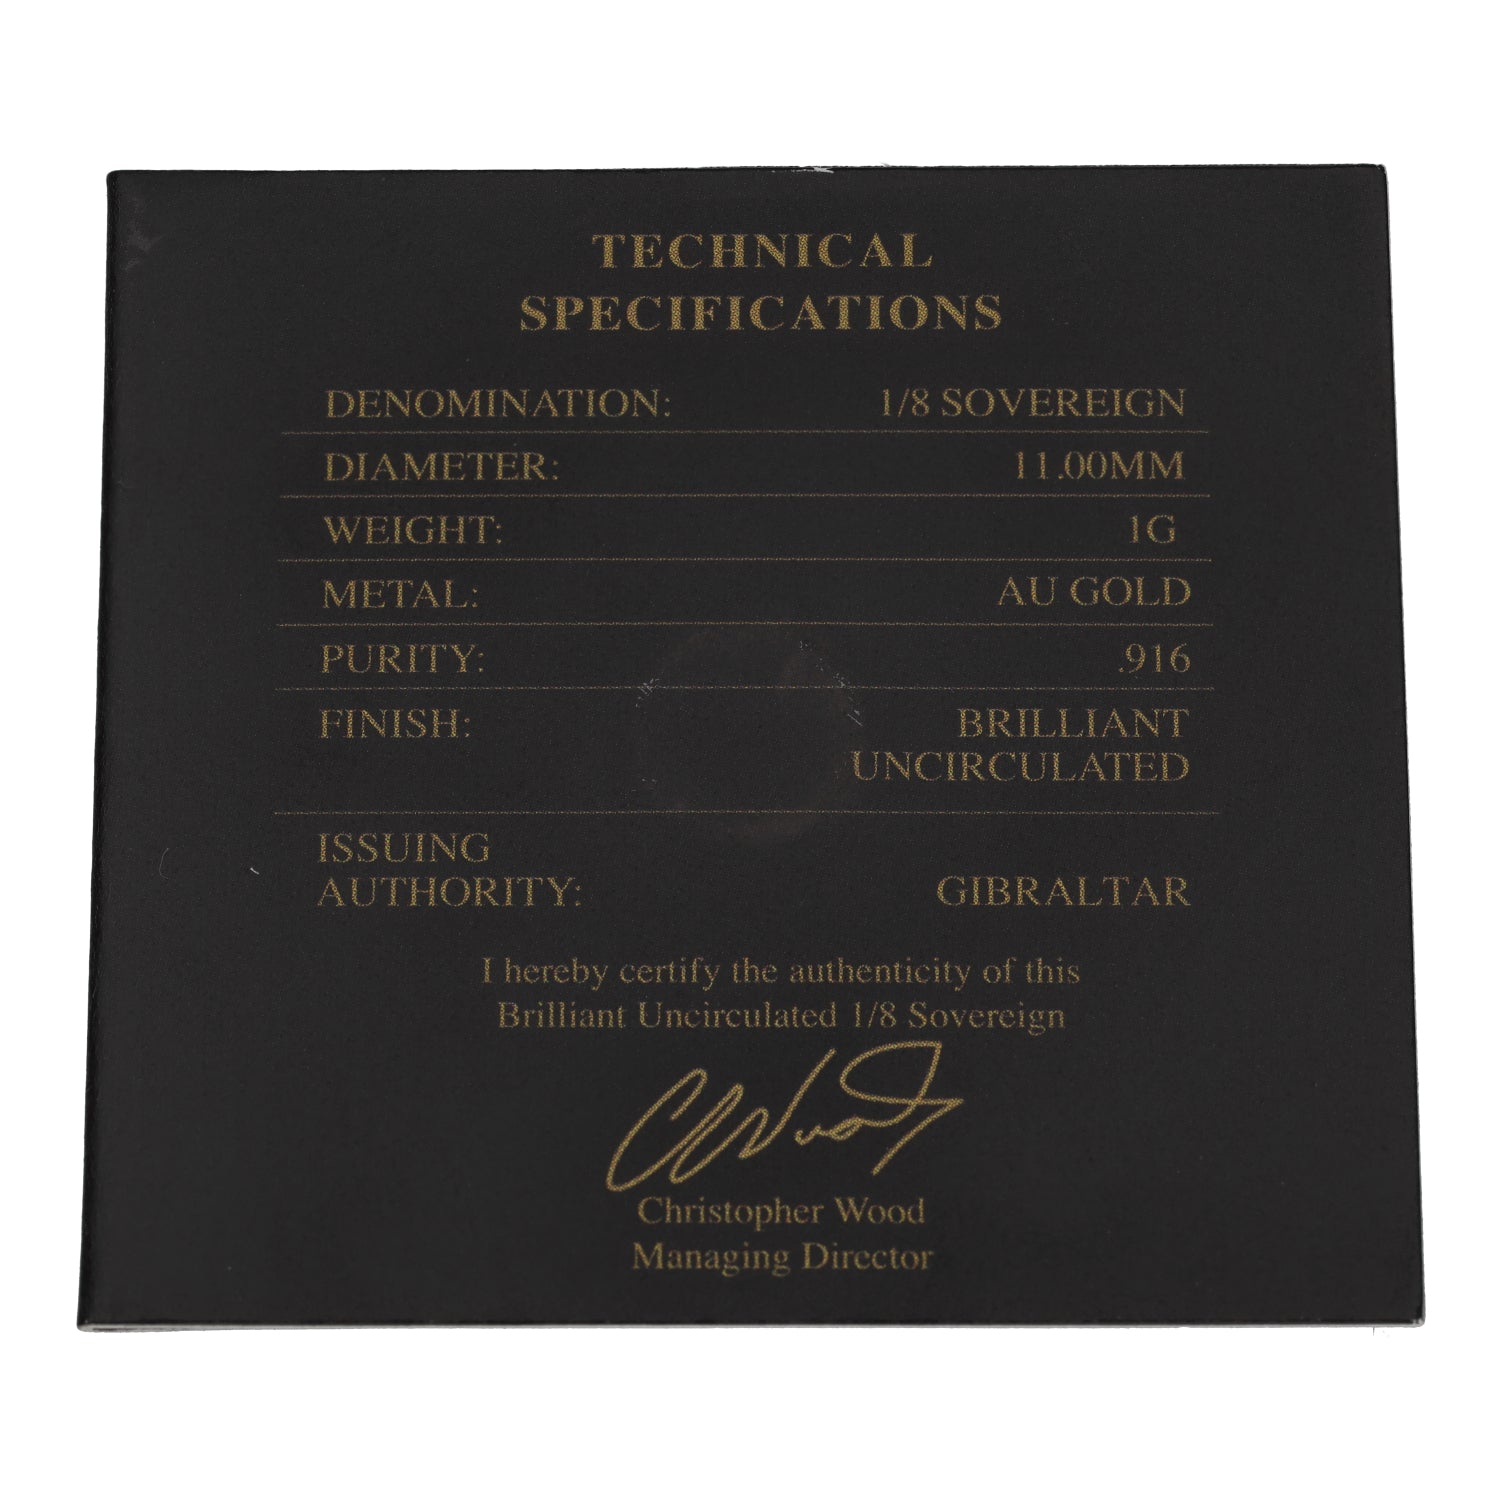 TECHNICAL
SPECIFICATIONS
DENOMINATION: 1/8 SOVEREIGN
DIAMETER: 11.00MM
WEIGHT: 1G
METAL: AU GOLD
PURITY: .916
FINISH: BRILLIANT
UNCIRCULATED
ISSUING
AUTHORITY: GIBRALTAR
I hereby certify the authenticity of this
Brilliant Uncirculated 1/8 Sovereign
CWood
Christopher Wood
Managing Director